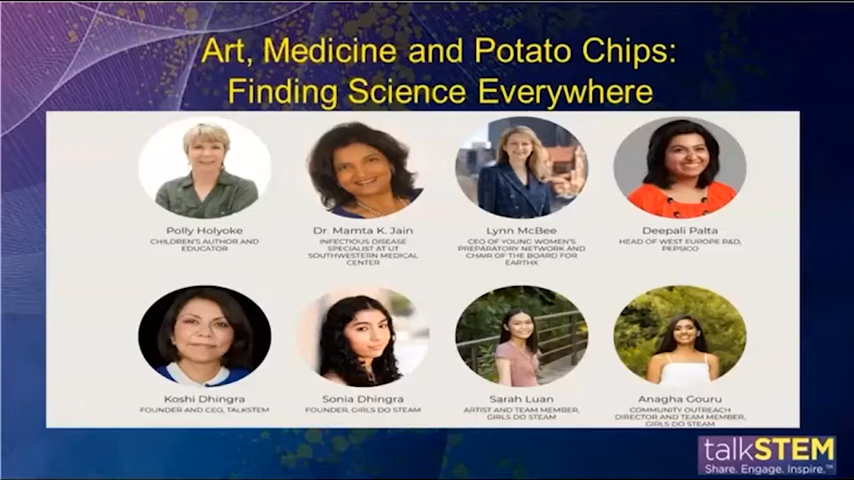 Art, Medicine and Potato Chips:
Finding Science Everywhere
Polly Holyoke
CHILDREN'S AUTHOR AND
EDUCATOR
Dr. Mamta K. Jain
INFECTIOUS DISEASE
SPECIALIST AT UT
SOUTHWESTERN MEDICAL
CENTER
Lynn McBee
CEO OF YOUNG WOMEN'S
PREPARATORY NETWORK AND
CHAIR OF THE BOARD FOR
EARTHX
Deepali Palta
HEAD OF WEST EUROPE R&D,
PEPSICO
Koshi Dhingra
FOUNDER AND CEO, TALKSTEM
Sonia Dhingra
FOUNDER, GIRLS DO STEAM
Sarah Luan
ARTIST AND TEAM MEMBER,
GIRLS DO STEAM
Anagha Gouru
COMMUNITY OUTREACH
DIRECTOR AND TEAM MEMBER,
GIRLS DO STEAM
talkSTEM
Share. Engage. Inspire.™